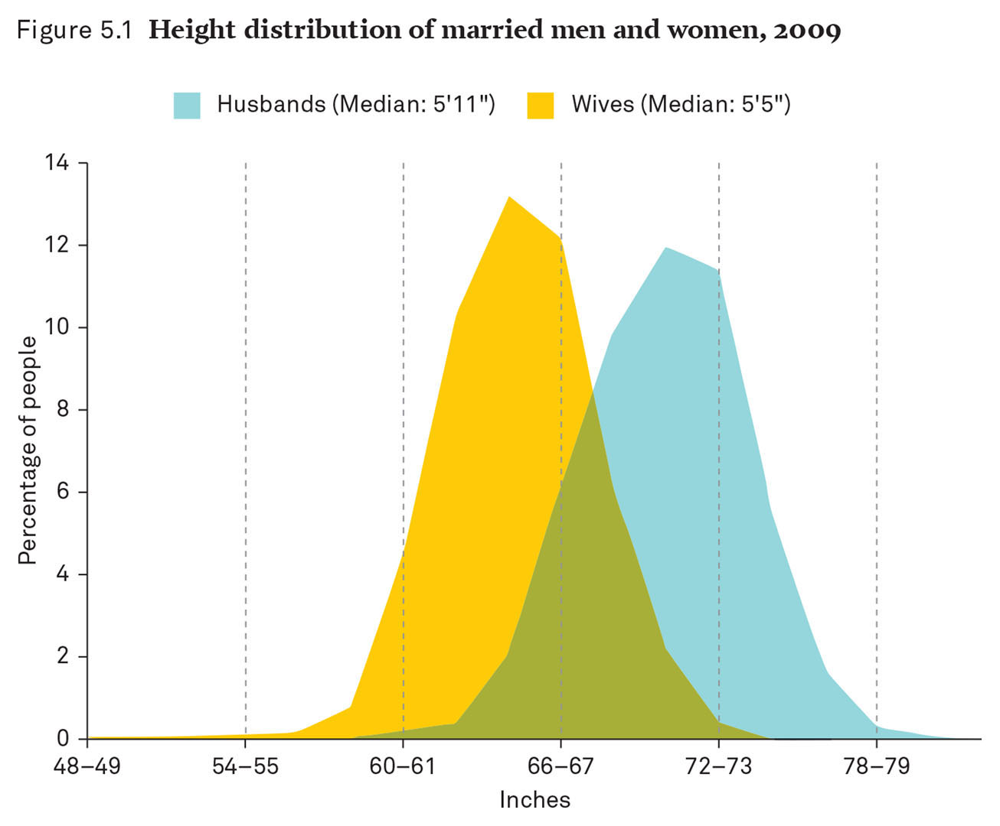 Figure 5.1 Height distribution of married men and women, 2009
Husbands (Median: 5'11") Wives (Median: 5'5")
14
12
10
8
6
4
2
0
Percentage of people
48–49 54–55 60–61 66–67 72–73 78–79
Inches